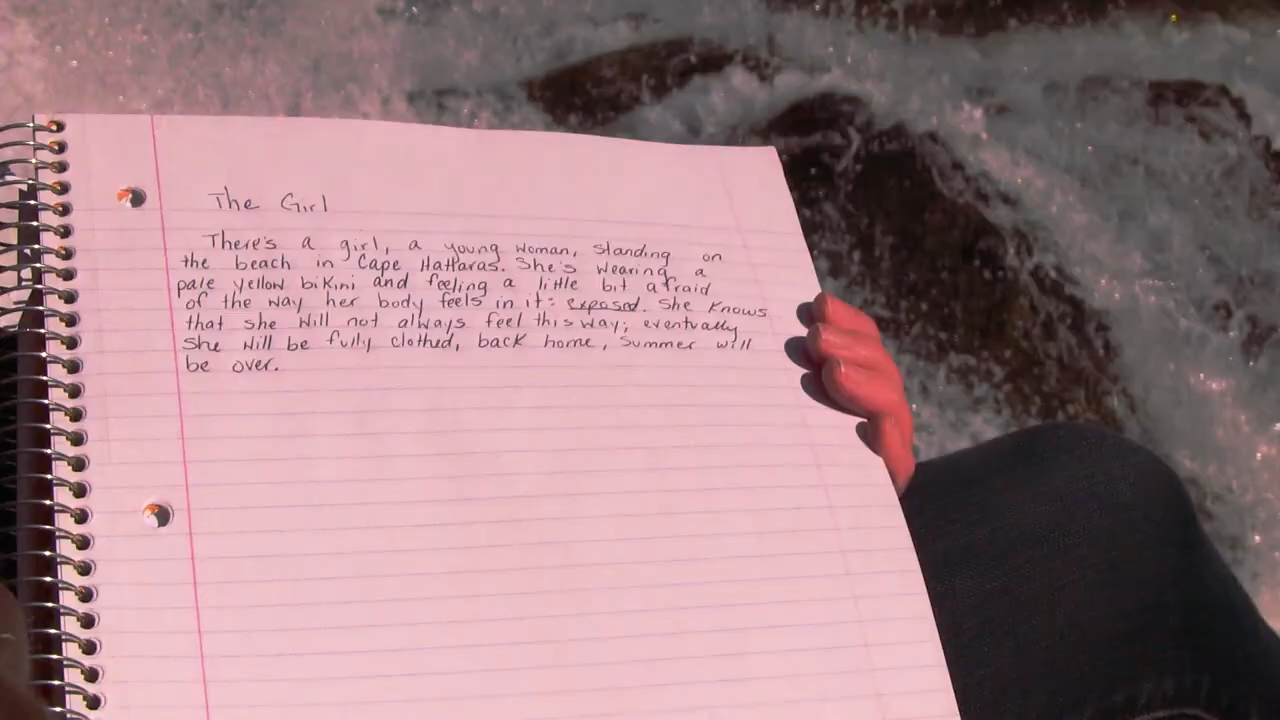 The Girl
There's a girl, a young woman, standing on
the beach in Cape Hattaras. She's wearing a
pale yellow bikini and feeling a little bit afraid
of the way her body feels in it: exposed. She knows
that she will not always feel this way; eventually
she will be fully clothed, back home, summer will
be over.